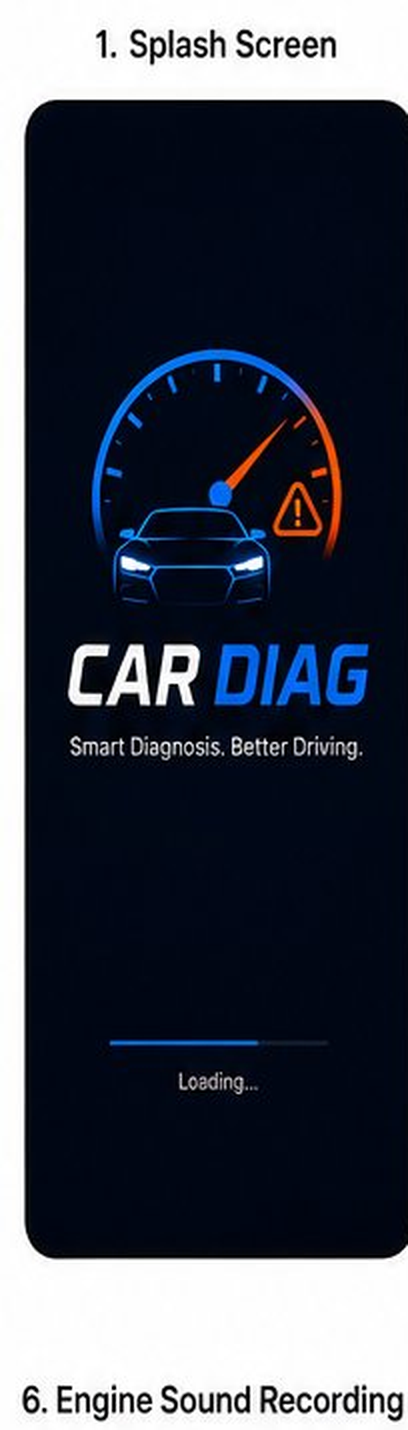 1. Splash Screen
CAR DIAG
Smart Diagnosis. Better Driving.
Loading...
6. Engine Sound Recording